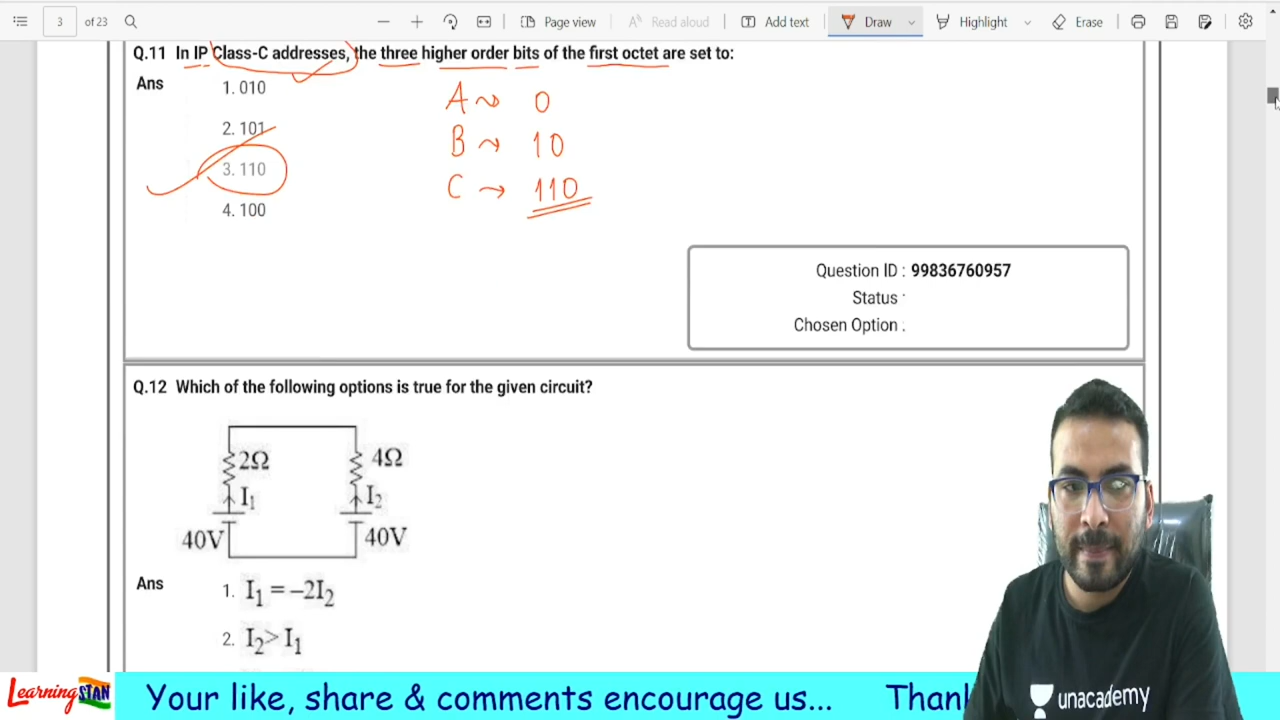 3 of 23 Page view Read aloud Add text Draw Highlight Erase
Q.11 In IP Class-C addresses, the three higher order bits of the first octet are set to:
Ans
1. 010
2. 101
3. 110
4. 100
A ~> 0
B ~> 10
C → 110
Question ID : 99836760957
Status :
Chosen Option :
Q.12 Which of the following options is true for the given circuit?
2Ω 4Ω
I₁ I₂
40V 40V
Ans
1. I₁ = –2I₂
2. I₂> I₁
Learning STAN
Your like, share & comments encourage us... Thank
unacademy